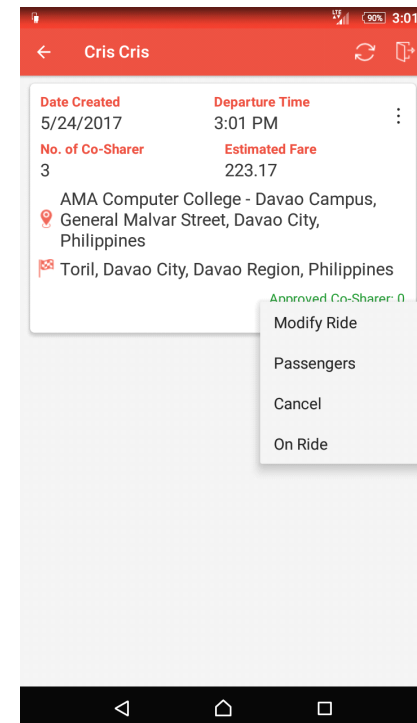 LTE 90% 3:01
Cris Cris
Date Created Departure Time
5/24/2017 3:01 PM
No. of Co-Sharer Estimated Fare
3 223.17
AMA Computer College - Davao Campus,
General Malvar Street, Davao City,
Philippines
Toril, Davao City, Davao Region, Philippines
Approved Co-Sharer: 0
Modify Ride
Passengers
Cancel
On Ride